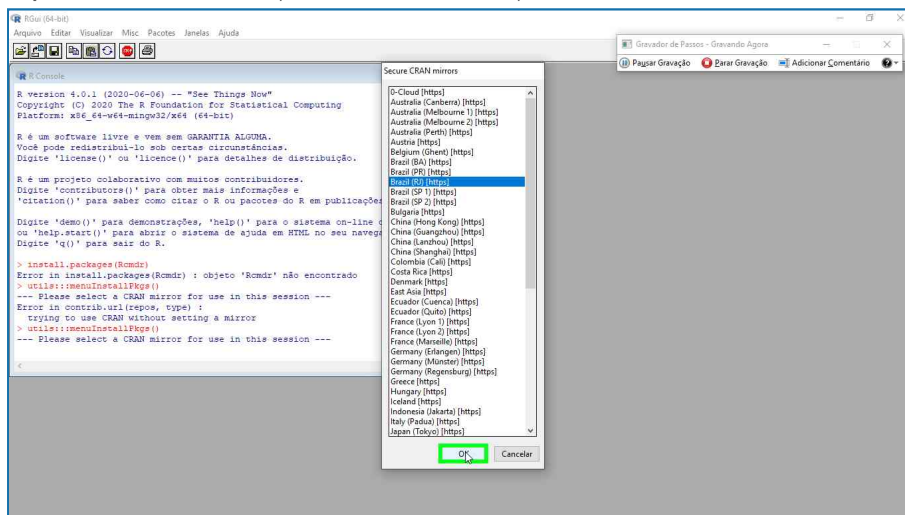 RGui (64-bit)
Arquivo Editar Visualizar Misc Pacotes Janelas Ajuda
Gravador de Passos - Gravando Agora
Pausar Gravação Parar Gravação Adicionar Comentário
R Console
R version 4.0.1 (2020-06-06) -- "See Things Now"
Copyright (C) 2020 The R Foundation for Statistical Computing
Platform: x86_64-w64-mingw32/x64 (64-bit)
R é um software livre e vem sem GARANTIA ALGUMA.
Você pode redistribuí-lo sob certas circunstâncias.
Digite 'license()' ou 'licence()' para detalhes de distribuição.
R é um projeto colaborativo com muitos contribuidores.
Digite 'contributors()' para obter mais informações e
'citation()' para saber como citar o R ou pacotes do R em publicações
Digite 'demo()' para demonstrações, 'help()' para o sistema on-line
ou 'help.start()' para abrir o sistema de ajuda em HTML no seu
Digite 'q()' para sair do R.
> install.packages(Rcmdr)
Error in install.packages(Rcmdr) : objeto 'Rcmdr' não encontrado
> utils:::menuInstallPkgs()
--- Please select a CRAN mirror for use in this session ---
Error in contrib.url(repos, type) :
trying to use CRAN without setting a mirror
> utils:::menuInstallPkgs()
--- Please select a CRAN mirror for use in this session ---
Secure CRAN mirrors
0-Cloud [https]
Australia (Canberra) [https]
Australia (Melbourne 1) [https]
Australia (Melbourne 2) [https]
Australia (Perth) [https]
Austria [https]
Belgium (Ghent) [https]
Brazil (BA) [https]
Brazil (PR) [https]
Brazil (RJ) [https]
Brazil (SP 1) [https]
Brazil (SP 2) [https]
Bulgaria [https]
China (Hong Kong) [https]
China (Guangzhou) [https]
China (Lanzhou) [https]
China (Shanghai) [https]
Colombia (Cali) [https]
Costa Rica [https]
Denmark [https]
East Asia [https]
Ecuador (Cuenca) [https]
Ecuador (Quito) [https]
France (Lyon 1) [https]
France (Lyon 2) [https]
France (Marseille) [https]
Germany (Erlangen) [https]
Germany (Münster) [https]
Germany (Regensburg) [https]
Greece [https]
Hungary [https]
Iceland [https]
Indonesia (Jakarta) [https]
Italy (Padua) [https]
Japan (Tokyo) [https]
OK Cancelar